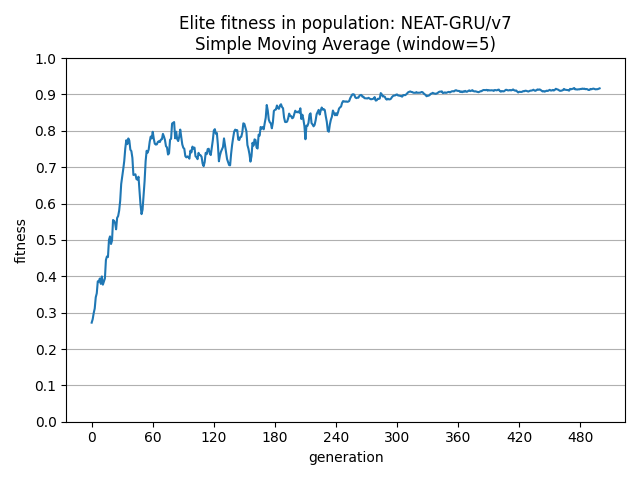 Elite fitness in population: NEAT-GRU/v7
Simple Moving Average (window=5)
1.0
0.9
0.8
0.7
0.6
0.5
0.4
0.3
0.2
0.1
0.0
fitness
0 60 120 180 240 300 360 420 480
generation